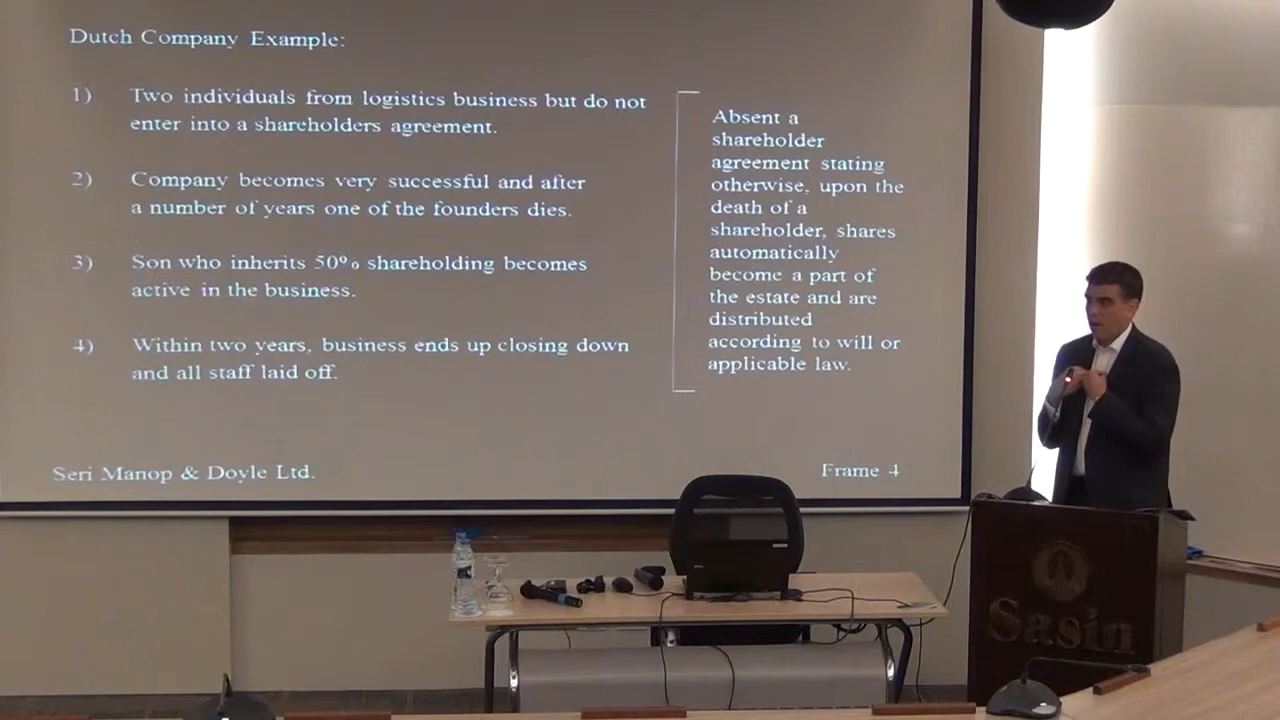 Dutch Company Example:
1) Two individuals from logistics business but do not
enter into a shareholders agreement.
2) Company becomes very successful and after
a number of years one of the founders dies.
3) Son who inherits 50% shareholding becomes
active in the business.
4) Within two years, business ends up closing down
and all staff laid off.
Absent a
shareholder
agreement stating
otherwise, upon the
death of a
shareholder, shares
automatically
become a part of
the estate and are
distributed
according to will or
applicable law.
Seri Manop & Doyle Ltd.
Frame 4
Sasin